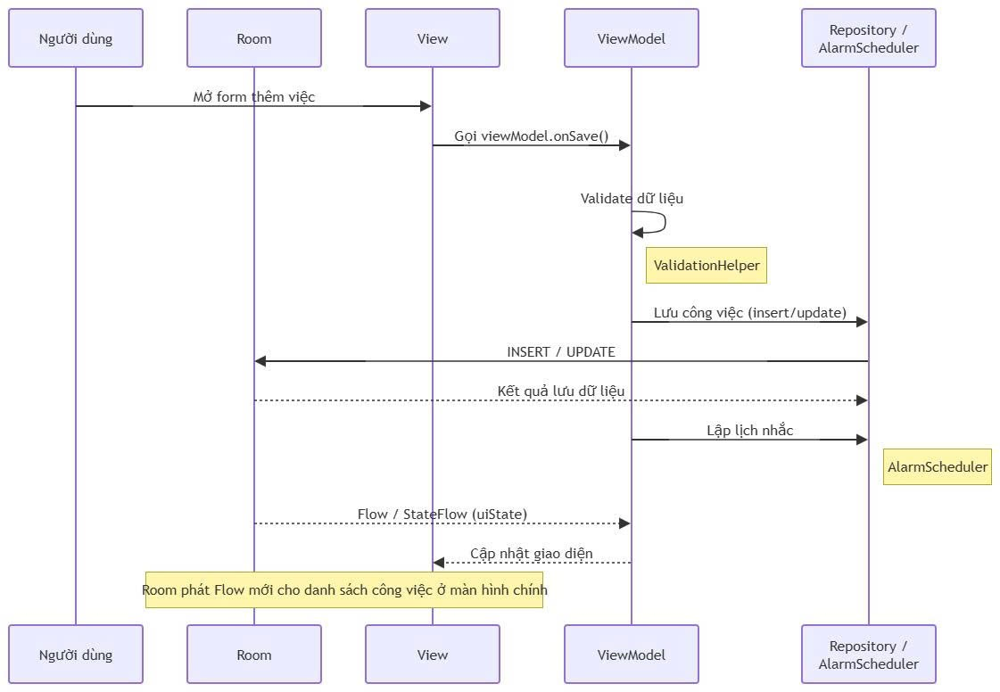 Người dùng
Room
View
ViewModel
Repository /
AlarmScheduler
Mở form thêm việc
Gọi viewModel.onSave()
Validate dữ liệu
ValidationHelper
Lưu công việc (insert/update)
INSERT / UPDATE
Kết quả lưu dữ liệu
Lập lịch nhắc
AlarmScheduler
Flow / StateFlow (uiState)
Cập nhật giao diện
Room phát Flow mới cho danh sách công việc ở màn hình chính
Người dùng
Room
View
ViewModel
Repository /
AlarmScheduler